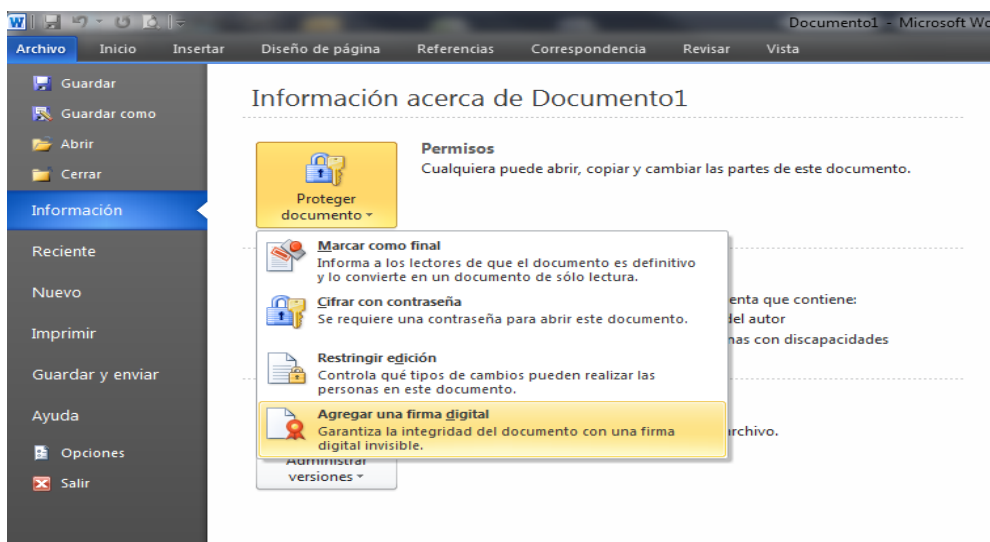 Documento1 - Microsoft Wo
Archivo Inicio Insertar Diseño de página Referencias Correspondencia Revisar Vista
Guardar
Guardar como
Abrir
Cerrar
Información
Reciente
Nuevo
Imprimir
Guardar y enviar
Ayuda
Opciones
Salir
Información acerca de Documento1
Proteger
documento
Permisos
Cualquiera puede abrir, copiar y cambiar las partes de este documento.
Marcar como final
Informa a los lectores de que el documento es definitivo
y lo convierte en un documento de sólo lectura.
Cifrar con contraseña
Se requiere una contraseña para abrir este documento.
Restringir edición
Controla qué tipos de cambios pueden realizar las
personas en este documento.
Agregar una firma digital
Garantiza la integridad del documento con una firma
digital invisible.
enta que contiene:
del autor
nas con discapacidades
rchivo.
Administrar
versiones